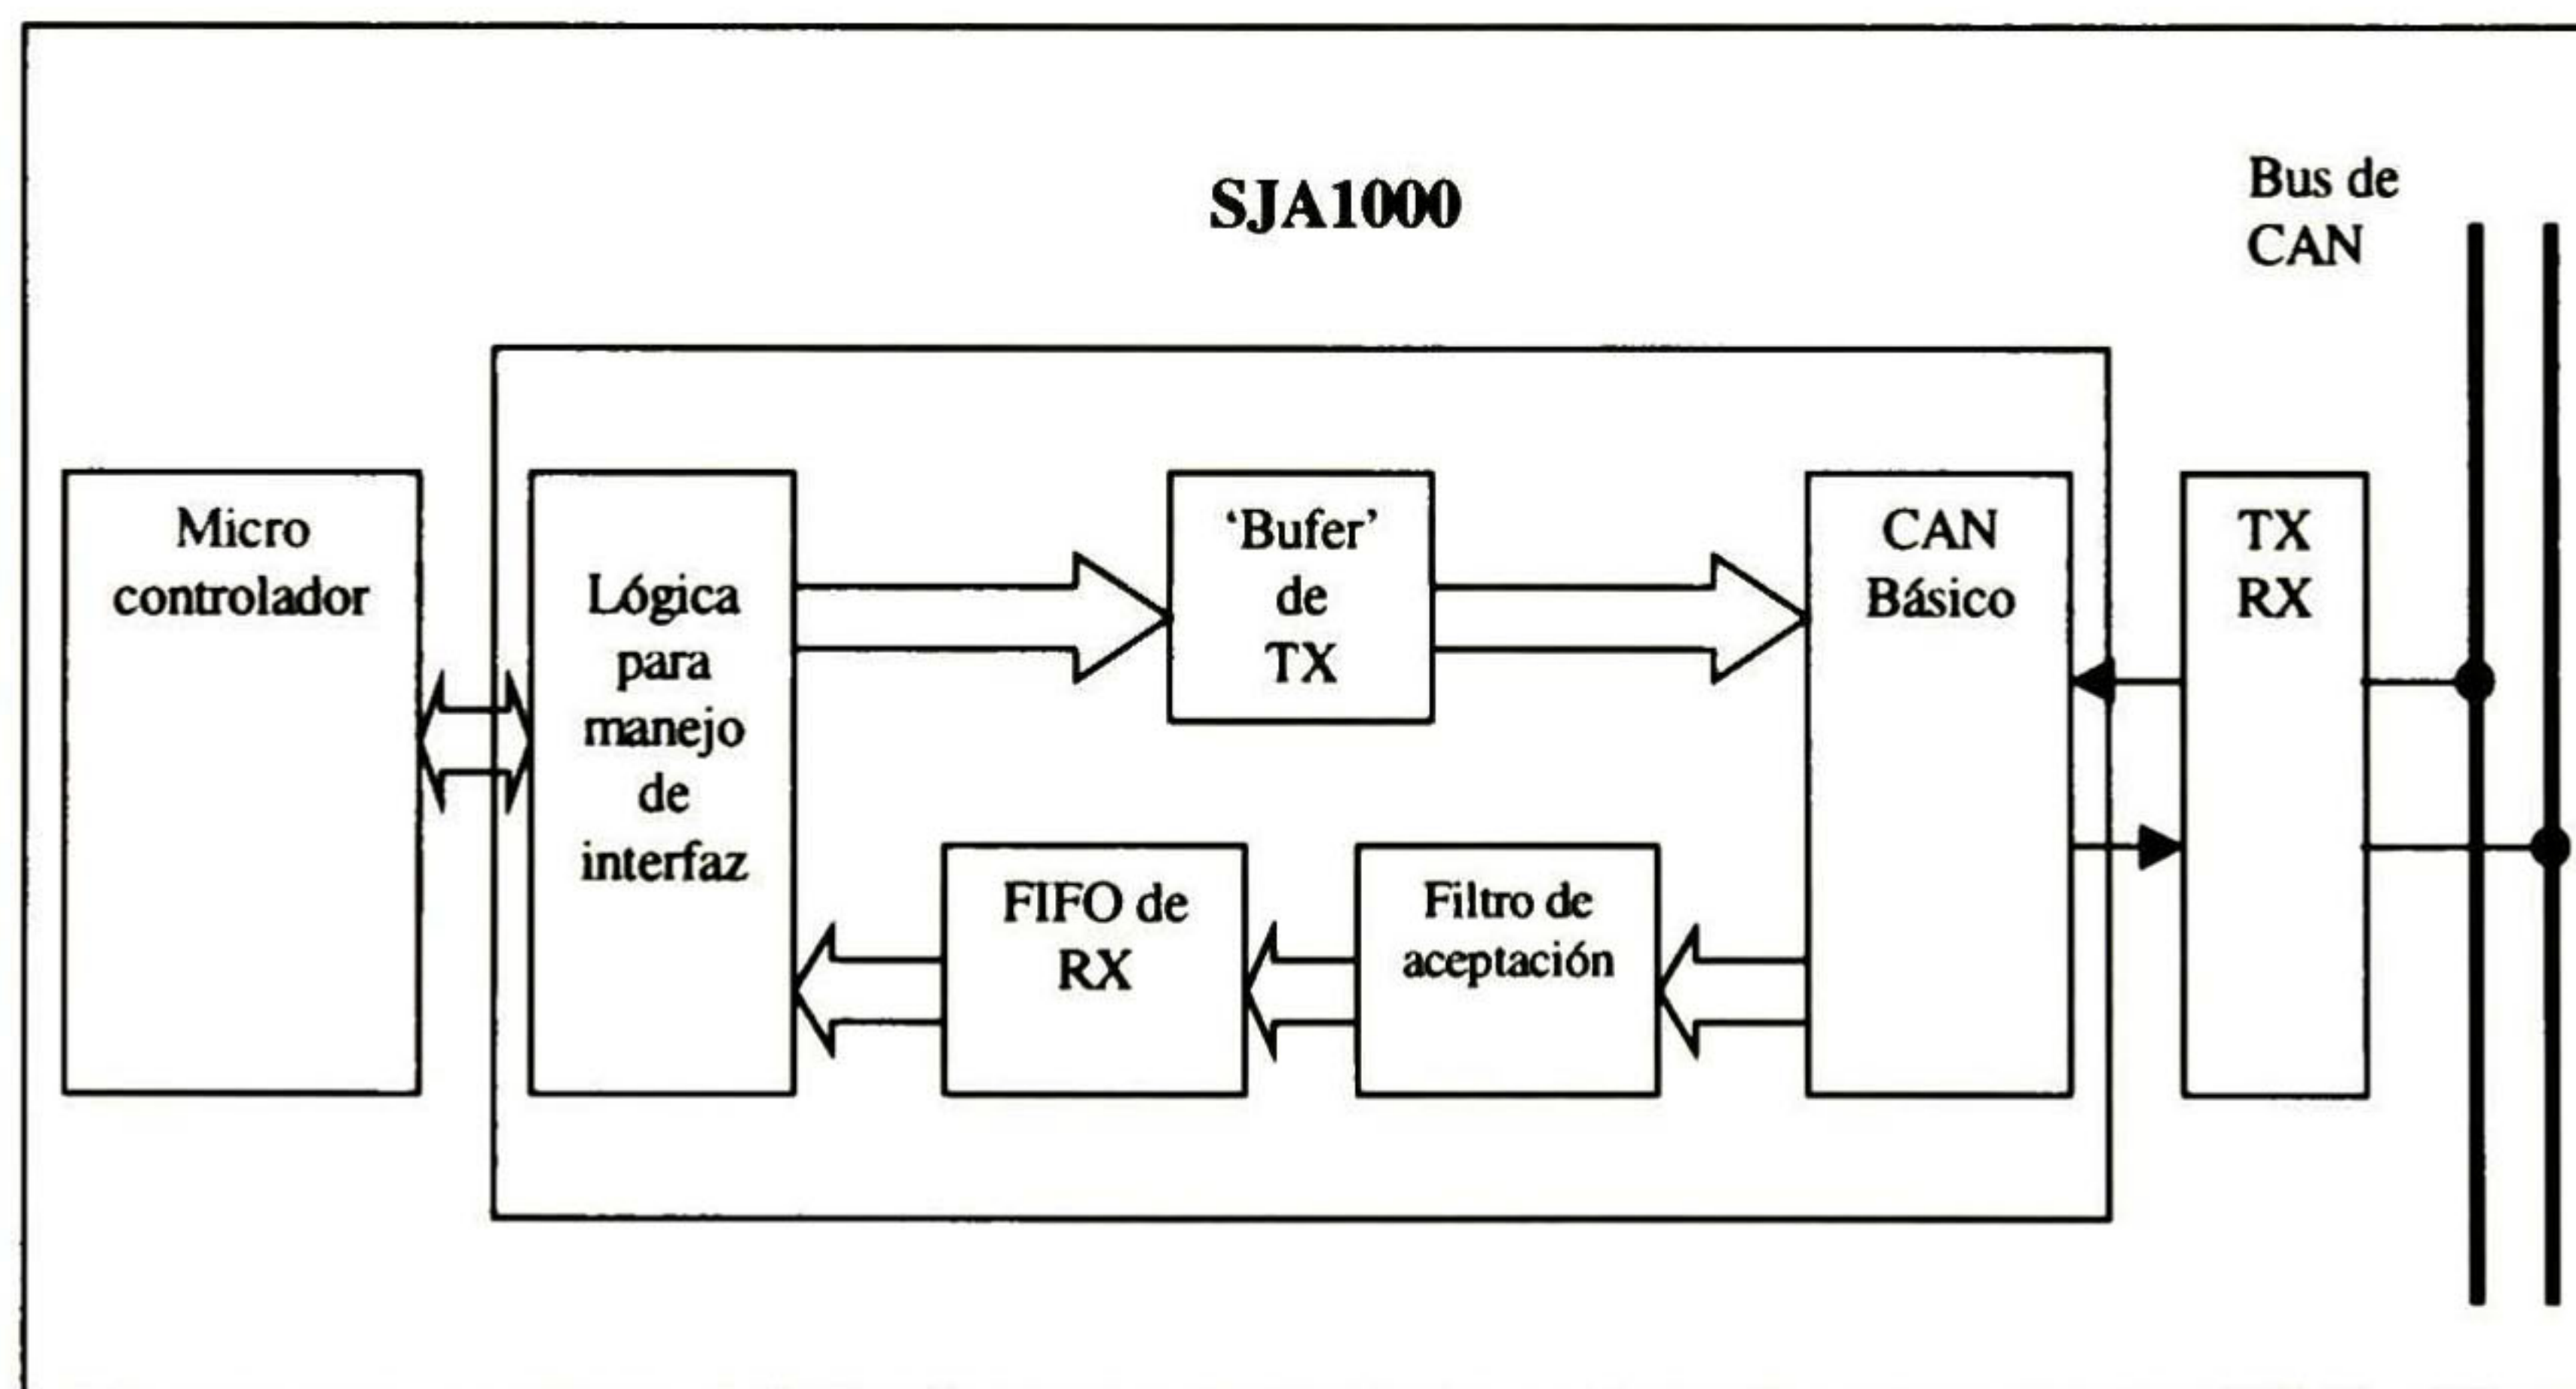 SJA1000
Bus de
CAN
Micro
controlador
Lógica
para
manejo
de
interfaz
‘Bufer’
de
TX
CAN
Básico
TX
RX
FIFO de
RX
Filtro de
aceptación